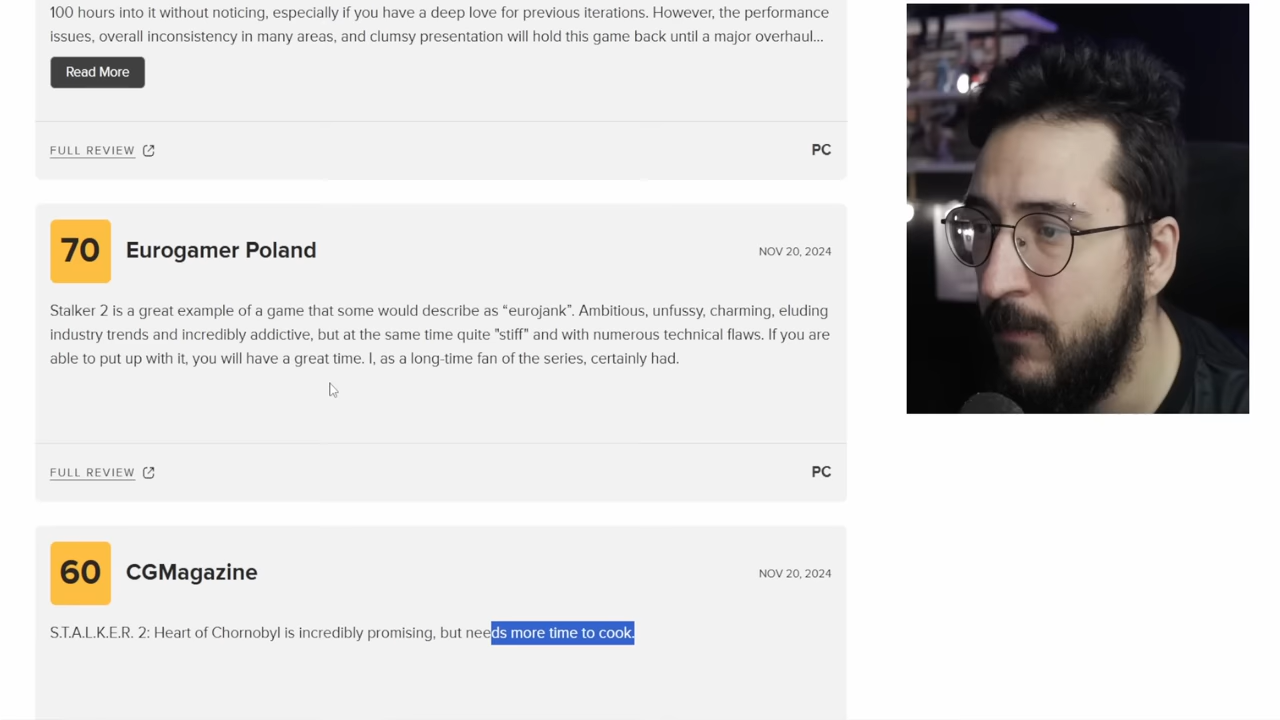 100 hours into it without noticing, especially if you have a deep love for previous iterations. However, the performance
issues, overall inconsistency in many areas, and clumsy presentation will hold this game back until a major overhaul...
Read More
FULL REVIEW
PC
70
Eurogamer Poland
NOV 20, 2024
Stalker 2 is a great example of a game that some would describe as “eurojank”. Ambitious, unfussy, charming, eluding
industry trends and incredibly addictive, but at the same time quite "stiff" and with numerous technical flaws. If you are
able to put up with it, you will have a great time. I, as a long-time fan of the series, certainly had.
FULL REVIEW
PC
60
CGMagazine
NOV 20, 2024
S.T.A.L.K.E.R. 2: Heart of Chornobyl is incredibly promising, but needs more time to cook.